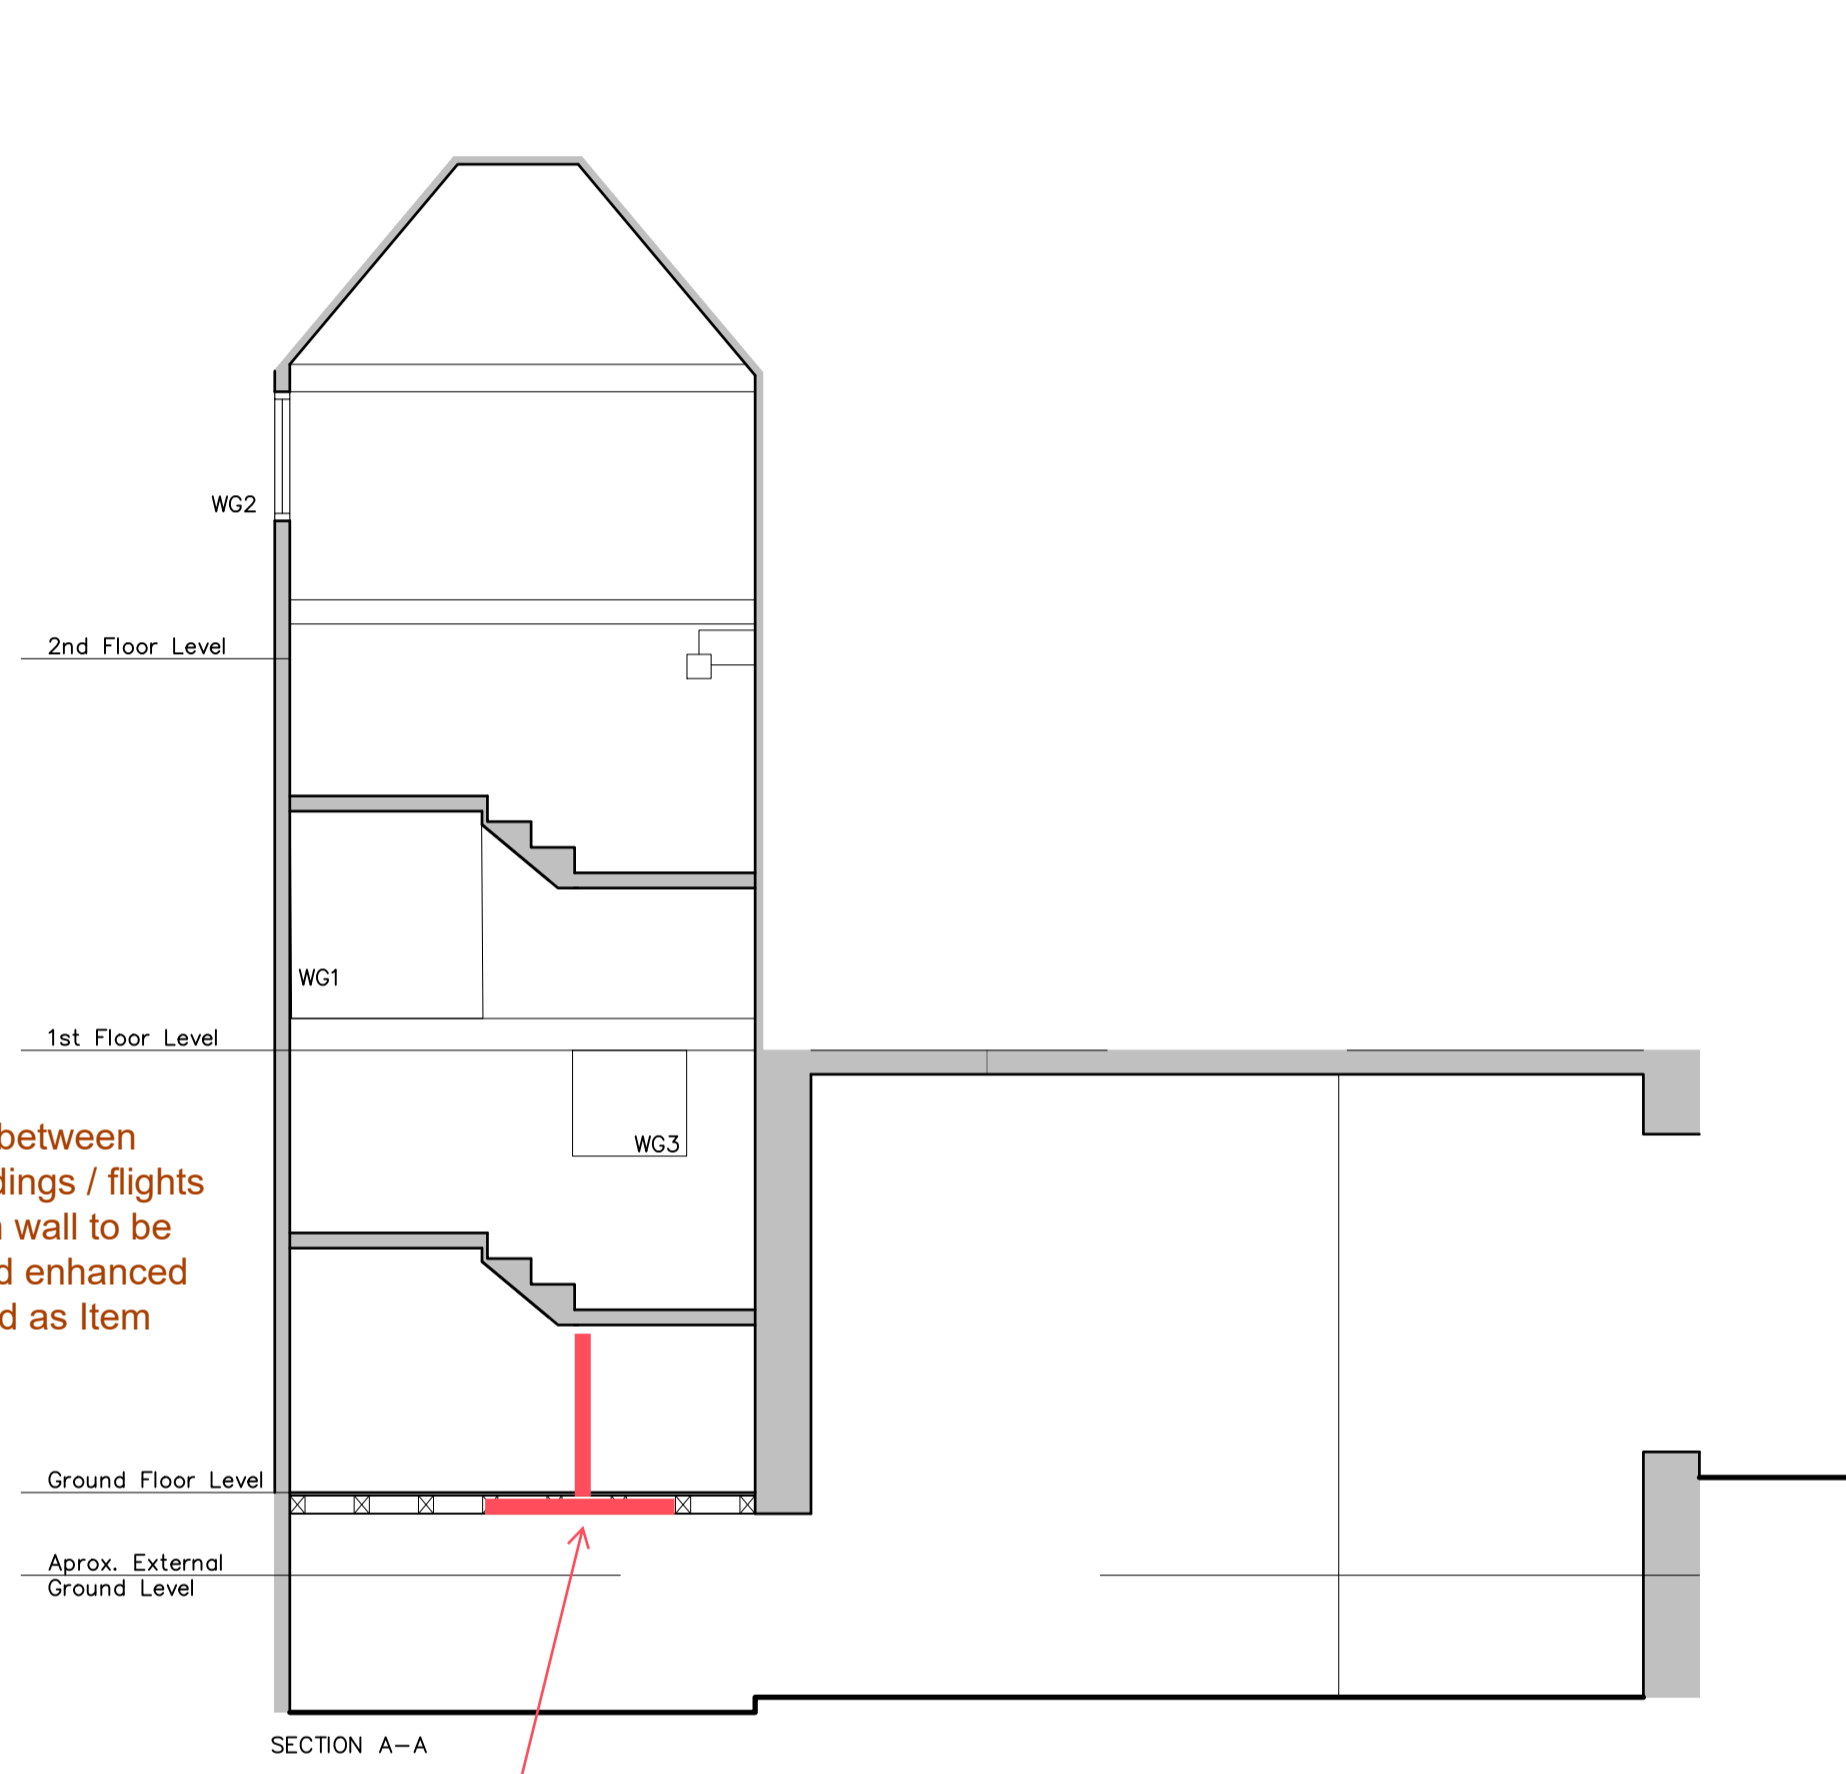 WG2
2nd Floor Level
WG1
1st Floor Level
WG3
between
/ flights
wall to be
enhanced
as Item
Ground Floor Level
Aprox. External
Ground Level
SECTION A-A